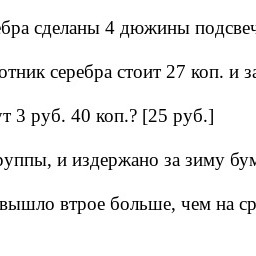 ебра сделаны 4 дюжины подсвеч
отник серебра стоит 27 коп. и за
ут 3 руб. 40 коп.? [25 руб.]
руппы, и издержано за зиму бум
вышло втрое больше, чем на ср